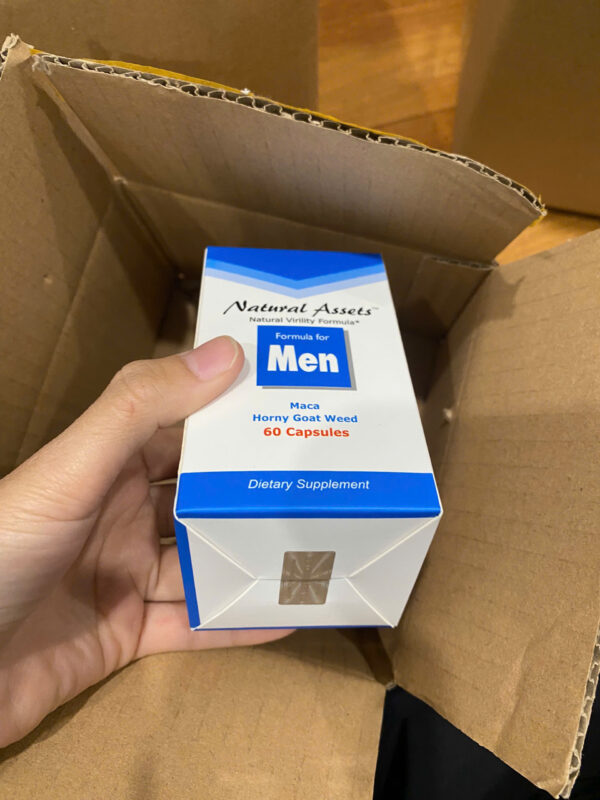 Natural Assets™
Natural Virility Formula*
Formula for
Men
Maca
Horny Goat Weed
60 Capsules
Dietary Supplement